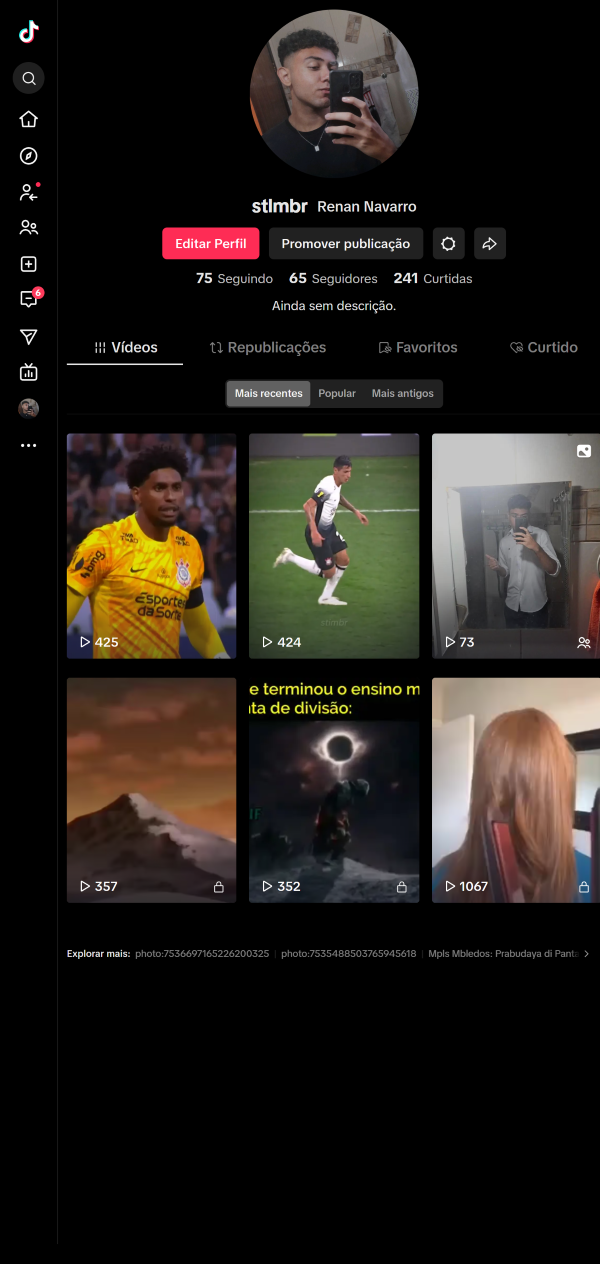 stlmbr Renan Navarro
Editar Perfil
Promover publicação
75 Seguindo 65 Seguidores 241 Curtidas
Ainda sem descrição.
Vídeos
Republicações
Favoritos
Curtido
Mais recentes
Popular
Mais antigos
6
bmg
Esportes
da Sorte
425
stlmbr
424
73
357
e terminou o ensino m
ta de divisão:
352
1067
Explorar mais: photo:7536697165226200325 photo:7535488503765945618 Mpls Mbledos: Prabudaya di Panta